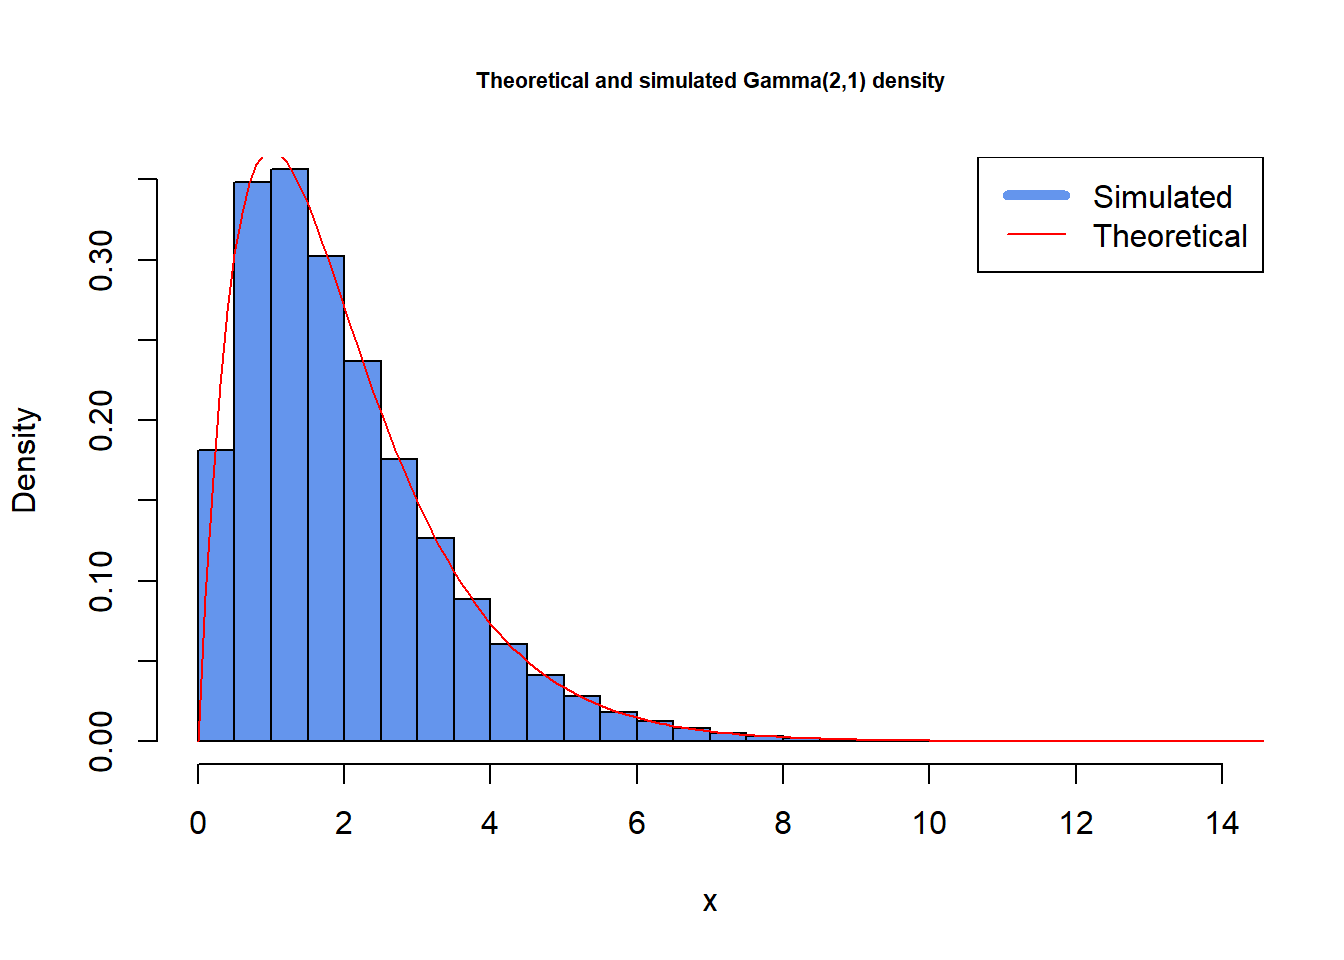 Theoretical and simulated Gamma(2,1) density
Simulated
Theoretical
Density
0.30
0.20
0.10
0.00
0 2 4 6 8 10 12 14
x